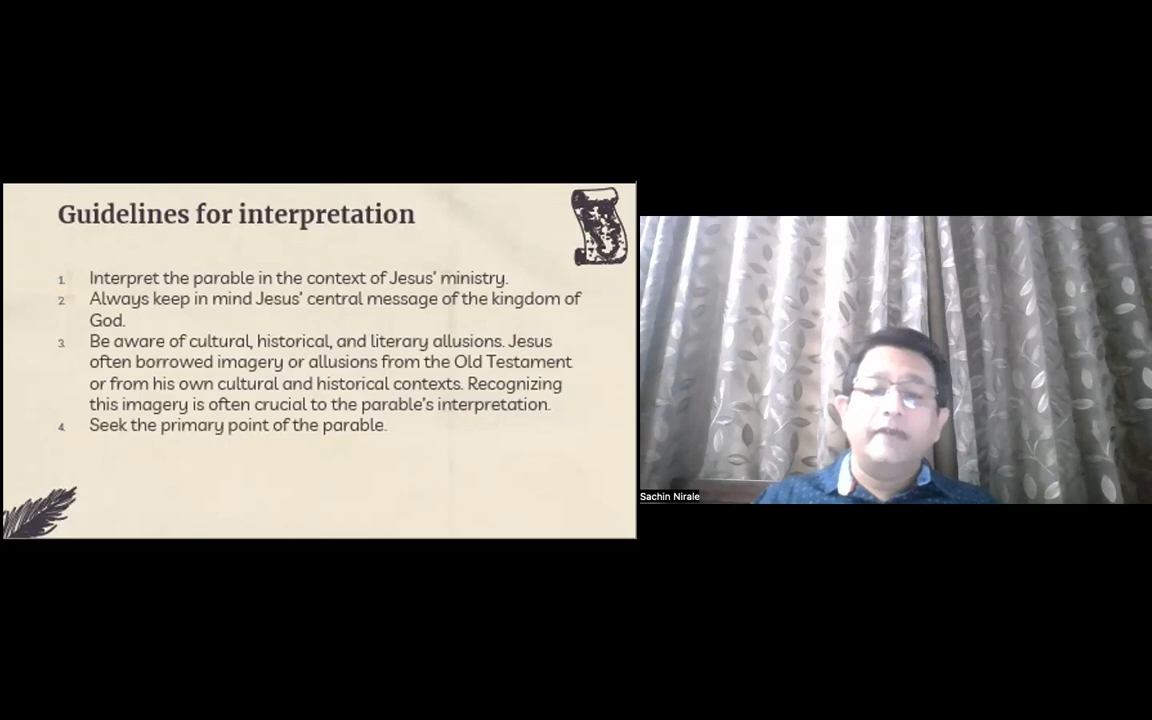 Guidelines for interpretation
1. Interpret the parable in the context of Jesus' ministry.
2. Always keep in mind Jesus' central message of the kingdom of
God.
3. Be aware of cultural, historical, and literary allusions. Jesus
often borrowed imagery or allusions from the Old Testament
or from his own cultural and historical contexts. Recognizing
this imagery is often crucial to the parable's interpretation.
4. Seek the primary point of the parable.
Sachin Nirale